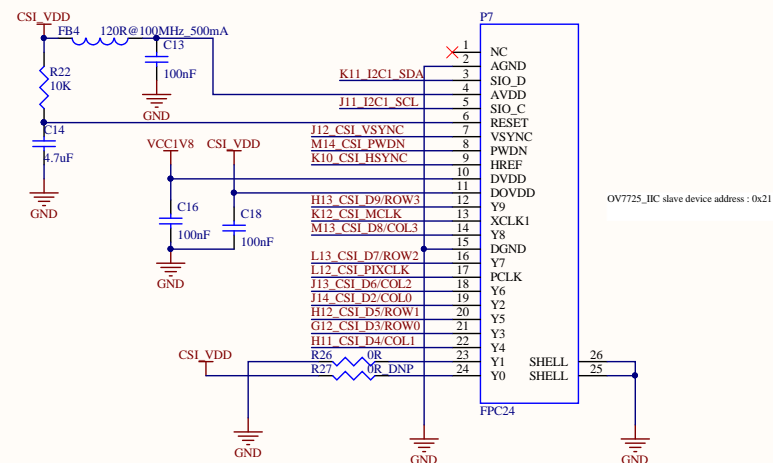 CSI_VDD
FB4 120R@100MHz_500mA
C13
100nF
GND
R22
10K
C14
4.7uF
GND
VCC1V8 CSI_VDD
C16
100nF
C18
100nF
GND
P7
1 NC
2 AGND
K11_I2C1_SDA 3 SIO_D
4 AVDD
J11_I2C1_SCL 5 SIO_C
6 RESET
J12_CSI_VSYNC 7 VSYNC
M14_CSI_PWDN 8 PWDN
K10_CSI_HSYNC 9 HREF
10 DVDD
11 DOVDD
H13_CSI_D9/ROW3 12 Y9
K12_CSI_MCLK 13 XCLK1
M13_CSI_D8/COL3 14 Y8
15 DGND
L13_CSI_D7/ROW2 16 Y7
L12_CSI_PIXCLK 17 PCLK
J13_CSI_D6/COL2 18 Y6
J14_CSI_D2/COL0 19 Y2
H12_CSI_D5/ROW1 20 Y5
G12_CSI_D3/ROW0 21 Y3
H11_CSI_D4/COL1 22 Y4
R26 0R 23 Y1 SHELL 26
CSI_VDD R27 0R_DNP 24 Y0 SHELL 25
FPC24
GND
GND
GND
OV7725_IIC slave device address : 0x21